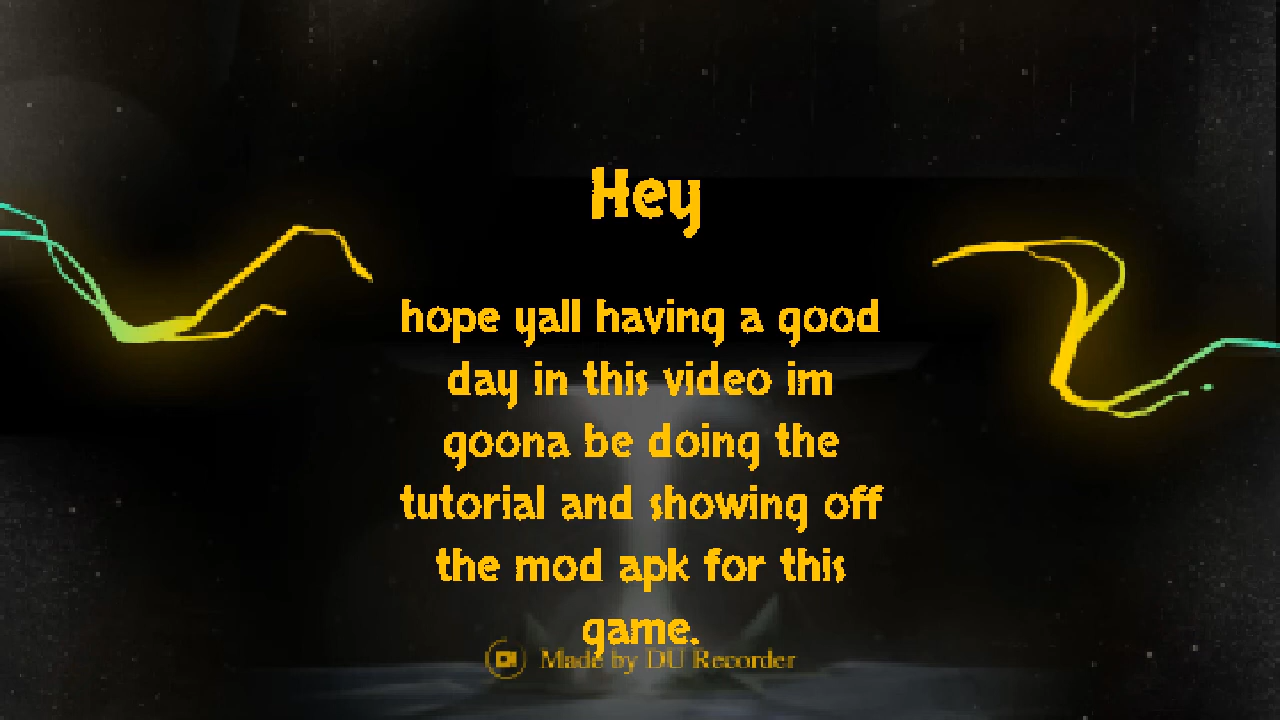 Hey
hope yall having a good
day in this video im
goona be doing the
tutorial and showing off
the mod apk for this
game.
Made by DU Recorder